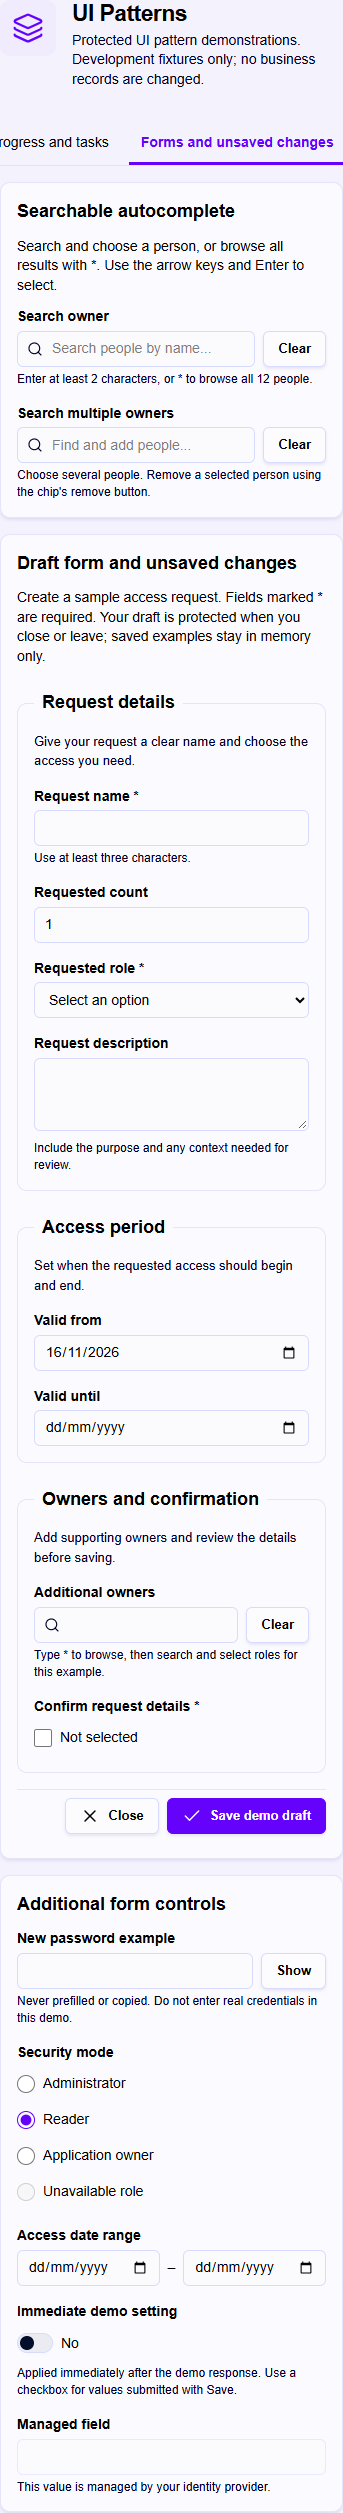 UI Patterns
Protected UI pattern demonstrations.
Development fixtures only; no business
records are changed.
rogress and tasks
Forms and unsaved changes
Searchable autocomplete
Search and choose a person, or browse all
results with *. Use the arrow keys and Enter to
select.
Search owner
Search people by name...
Clear
Enter at least 2 characters, or * to browse all 12 people.
Search multiple owners
Find and add people...
Clear
Choose several people. Remove a selected person using
the chip's remove button.
Draft form and unsaved changes
Create a sample access request. Fields marked *
are required. Your draft is protected when you
close or leave; saved examples stay in memory
only.
Request details
Give your request a clear name and choose the
access you need.
Request name *
Use at least three characters.
Requested count
1
Requested role *
Select an option
Request description
Include the purpose and any context needed for
review.
Access period
Set when the requested access should begin
and end.
Valid from
16/11/2026
Valid until
dd/mm/yyyy
Owners and confirmation
Add supporting owners and review the details
before saving.
Additional owners
Clear
Type * to browse, then search and select roles for
this example.
Confirm request details *
Not selected
Close
Save demo draft
Additional form controls
New password example
Show
Never prefilled or copied. Do not enter real credentials in
this demo.
Security mode
Administrator
Reader
Application owner
Unavailable role
Access date range
dd/mm/yyyy – dd/mm/yyyy
Immediate demo setting
No
Applied immediately after the demo response. Use a
checkbox for values submitted with Save.
Managed field
This value is managed by your identity provider.